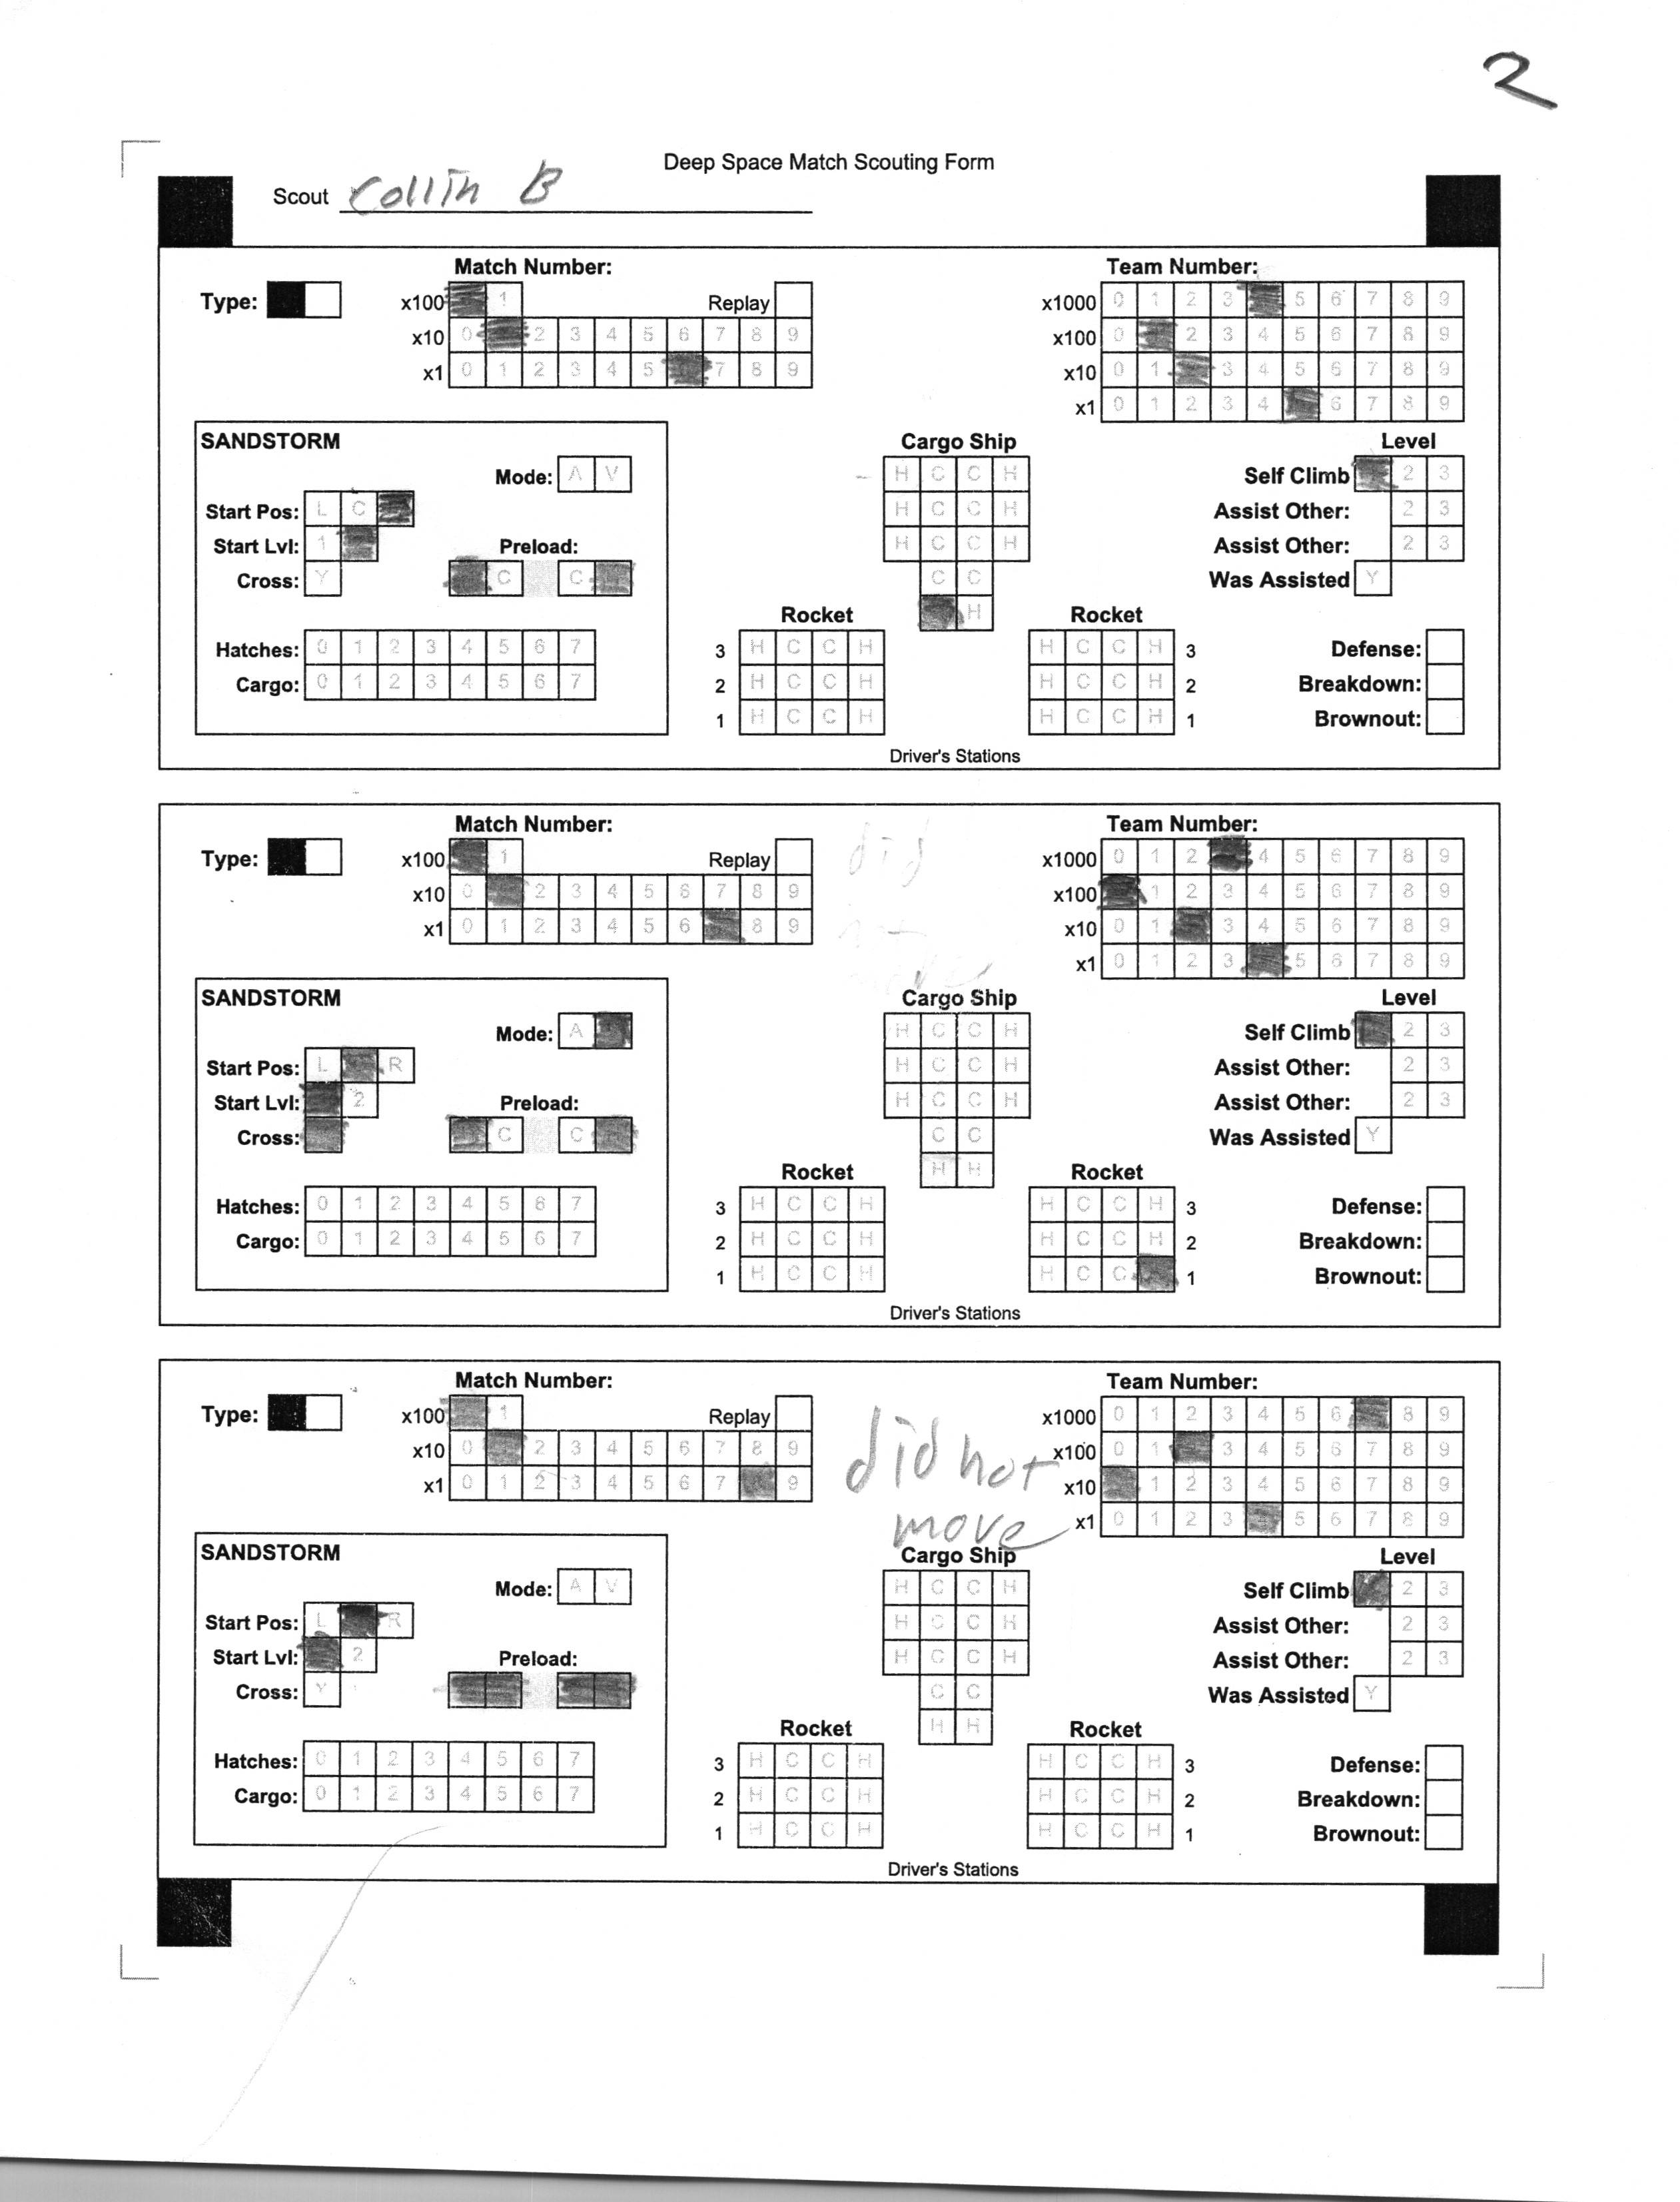 2
Deep Space Match Scouting Form
Scout Collin B
Match Number: Team Number:
Type: x100 1 Replay x1000 0 1 2 3 5 6 7 8 9
x10 0 2 3 4 5 6 7 8 9 x100 0 2 3 4 5 6 7 8 9
x1 0 1 2 3 4 5 7 8 9 x10 0 1 3 4 5 6 7 8 9
x1 0 1 2 3 4 6 7 8 9
SANDSTORM Cargo Ship Level
Mode: A V H C C H Self Climb 2 3
Start Pos: L C H C C H Assist Other: 2 3
Start Lvl: 1 Preload: H C C H Assist Other: 2 3
Cross: Y C C C C Was Assisted Y
Rocket H Rocket
Hatches: 0 1 2 3 4 5 6 7 3 H C C H H C C H 3 Defense:
Cargo: 0 1 2 3 4 5 6 7 2 H C C H H C C H 2 Breakdown:
1 H C C H H C C H 1 Brownout:
Driver's Stations
Match Number: did Team Number:
Type: x100 1 Replay x1000 0 1 2 4 5 6 7 8 9
x10 0 2 3 4 5 6 7 8 9 x100 1 2 3 4 5 6 7 8 9
x1 0 1 2 3 4 5 6 8 9 not x10 0 1 3 4 5 6 7 8 9
move x1 0 1 2 3 5 6 7 8 9
SANDSTORM Cargo Ship Level
Mode: A H C C H Self Climb 2 3
Start Pos: L R H C C H Assist Other: 2 3
Start Lvl: 2 Preload: H C C H Assist Other: 2 3
Cross: C C C C Was Assisted Y
Rocket H H Rocket
Hatches: 0 1 2 3 4 5 6 7 3 H C C H H C C H 3 Defense:
Cargo: 0 1 2 3 4 5 6 7 2 H C C H H C C H 2 Breakdown:
1 H C C H H C C 1 Brownout:
Driver's Stations
Match Number: Team Number:
Type: x100 1 Replay x1000 0 1 2 3 4 5 6 8 9
x10 0 2 3 4 5 6 7 8 9 did not x100 0 1 3 4 5 6 7 8 9
x1 0 1 2 3 4 5 6 7 9 x10 1 2 3 4 5 6 7 8 9
move x1 0 1 2 3 5 6 7 8 9
SANDSTORM Cargo Ship Level
Mode: A V H C C H Self Climb 2 3
Start Pos: L R H C C H Assist Other: 2 3
Start Lvl: 2 Preload: H C C H Assist Other: 2 3
Cross: Y C C Was Assisted Y
Rocket H H Rocket
Hatches: 0 1 2 3 4 5 6 7 3 H C C H H C C H 3 Defense:
Cargo: 0 1 2 3 4 5 6 7 2 H C C H H C C H 2 Breakdown:
1 H C C H H C C H 1 Brownout:
Driver's Stations